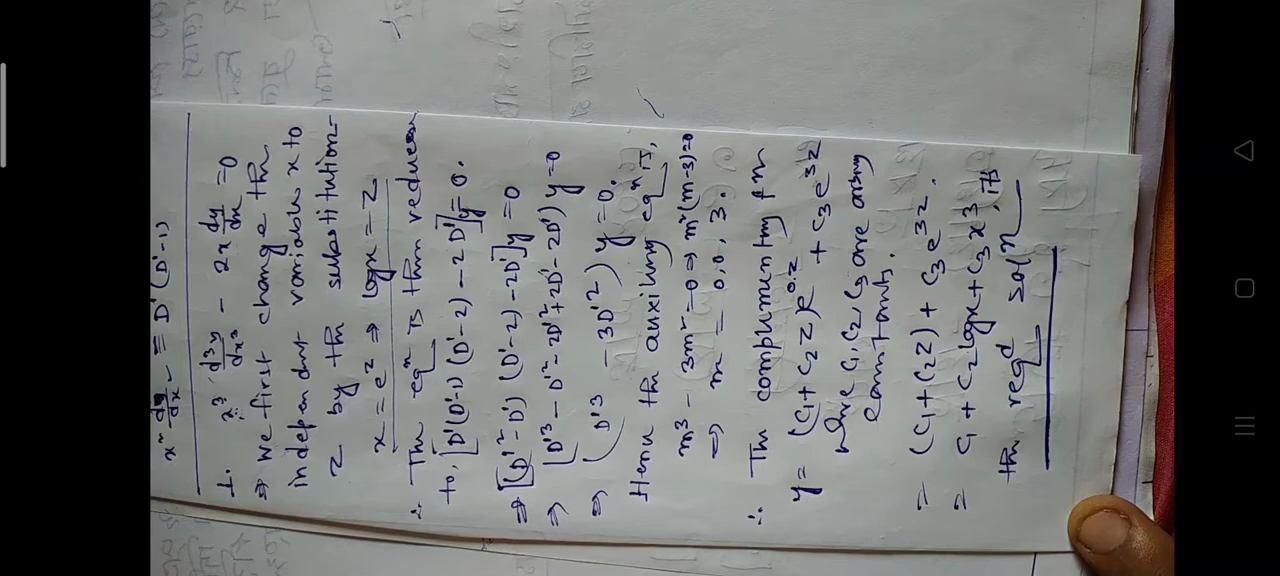 x² dy/dx = D'(D'-1)
1. x³ d³y/dx³ - 2x dy/dx = 0
⇒ we first change the
independent variable x to
z by the substitution-
x = e^z ⇒ log x = z
∴ The eqn is then reduces
to, [D'(D'-1)(D'-2) - 2D']y = 0.
⇒ [(D'² - D')(D'-2) - 2D']y = 0
⇒ [D'³ - D'² - 2D'² + 2D' - 2D')y = 0
⇒ (D'³ - 3D'²)y = 0.
Hence the auxiliary eqn is,
m³ - 3m² = 0 ⇒ m²(m-3) = 0
⇒ m = 0, 0, 3.
∴ The complementary fn
y = (c₁ + c₂z)e^{0.z} + c₃e^{3z}
where c₁, c₂, c₃ are
constants.
= (c₁ + c₂z) + c₃e^{3z}.
= c₁ + c₂ log x + c₃x³, is
the reqd soln